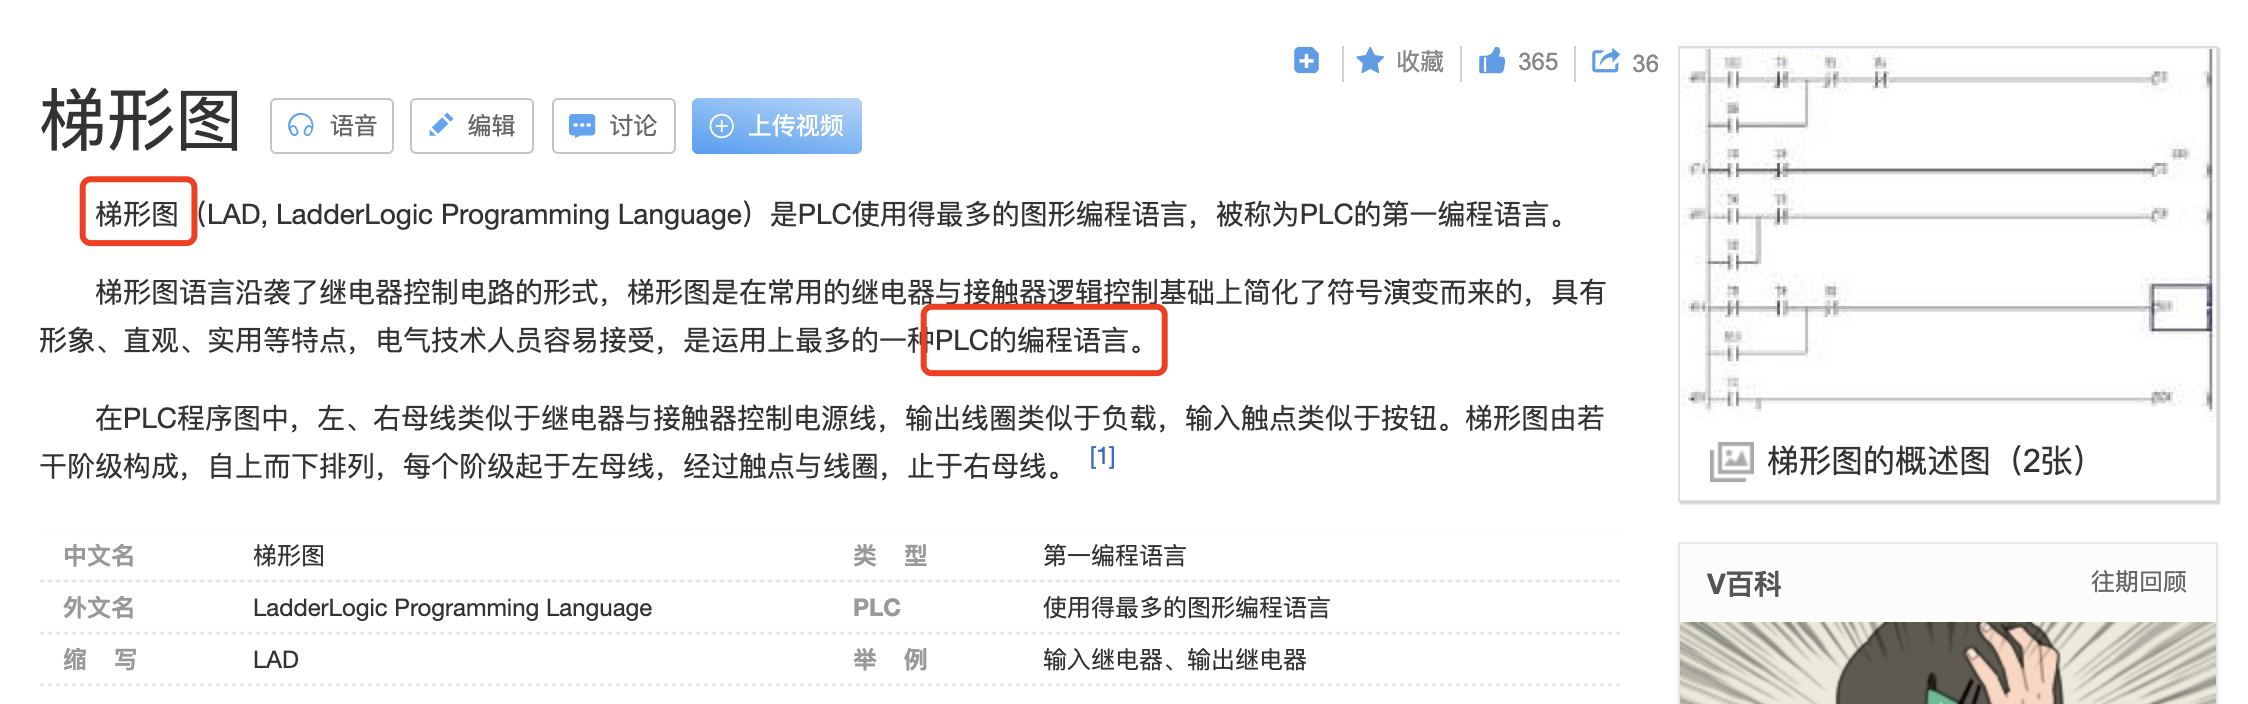 收藏 365 36
梯形图 语音 编辑 讨论 上传视频
梯形图（LAD, LadderLogic Programming Language）是PLC使用得最多的图形编程语言，被称为PLC的第一编程语言。
梯形图语言沿袭了继电器控制电路的形式，梯形图是在常用的继电器与接触器逻辑控制基础上简化了符号演变而来的，具有
形象、直观、实用等特点，电气技术人员容易接受，是运用上最多的一种PLC的编程语言。
在PLC程序图中，左、右母线类似于继电器与接触器控制电源线，输出线圈类似于负载，输入触点类似于按钮。梯形图由若
干阶级构成，自上而下排列，每个阶级起于左母线，经过触点与线圈，止于右母线。 [1]
中文名 梯形图 类 型 第一编程语言
外文名 LadderLogic Programming Language PLC 使用得最多的图形编程语言
缩 写 LAD 举 例 输入继电器、输出继电器
梯形图的概述图（2张）
V百科 往期回顾